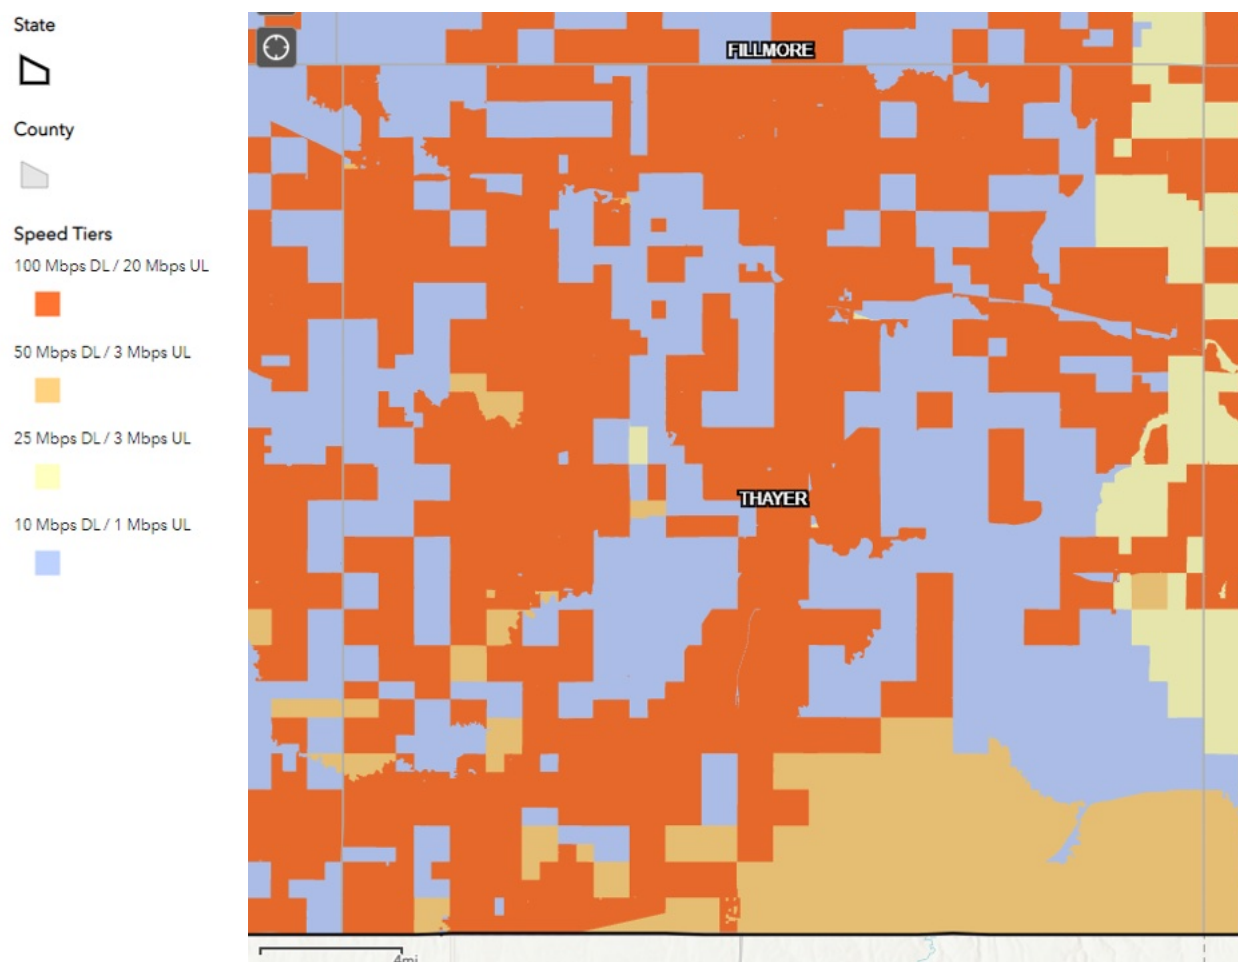 State
County
Speed Tiers
100 Mbps DL / 20 Mbps UL
50 Mbps DL / 3 Mbps UL
25 Mbps DL / 3 Mbps UL
10 Mbps DL / 1 Mbps UL
FILLMORE
THAYER
4mi